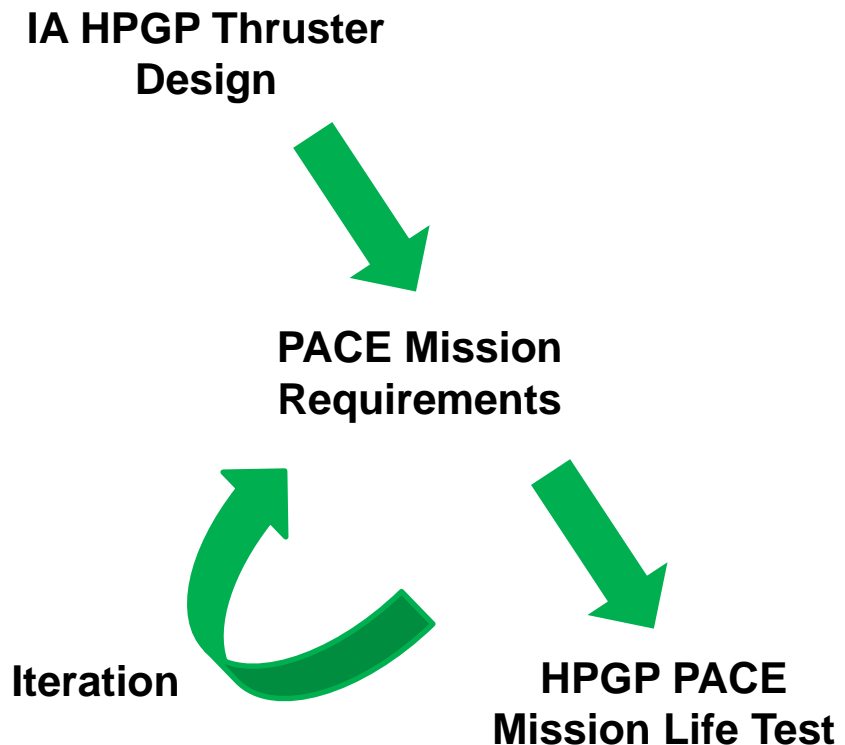 IA HPGP Thruster
Design
PACE Mission
Requirements
Iteration
HPGP PACE
Mission Life Test